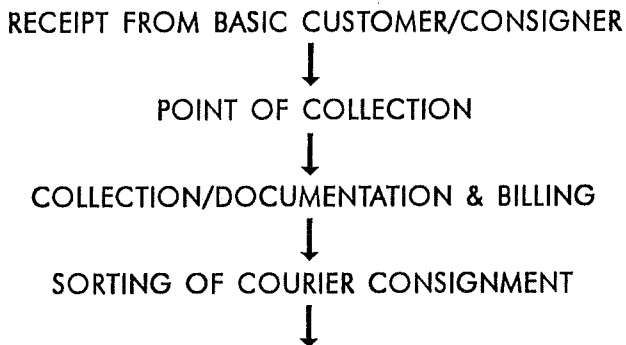 RECEIPT FROM BASIC CUSTOMER/CONSIGNER
POINT OF COLLECTION
COLLECTION/DOCUMENTATION & BILLING
SORTING OF COURIER CONSIGNMENT